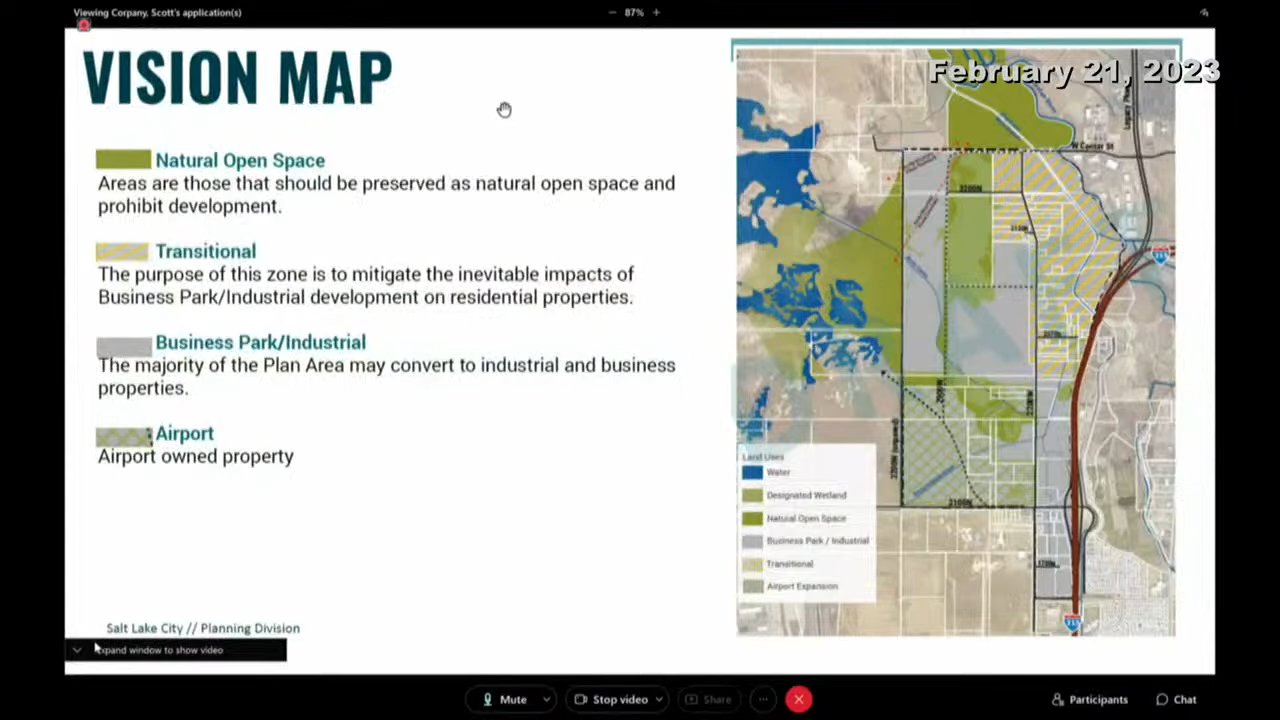 Viewing Corpany, Scott's application(s)
87%
February 21, 2023
VISION MAP
Natural Open Space
Areas are those that should be preserved as natural open space and
prohibit development.
Transitional
The purpose of this zone is to mitigate the inevitable impacts of
Business Park/Industrial development on residential properties.
Business Park/Industrial
The majority of the Plan Area may convert to industrial and business
properties.
Airport
Airport owned property
W Center St
3200N
2100N
215
Land Uses
Water
Designated Wetland
Natural Open Space
Business Park / Industrial
Transitional
Airport Expansion
215
Salt Lake City // Planning Division
Expand window to show video
Mute
Stop video
Share
Participants
Chat